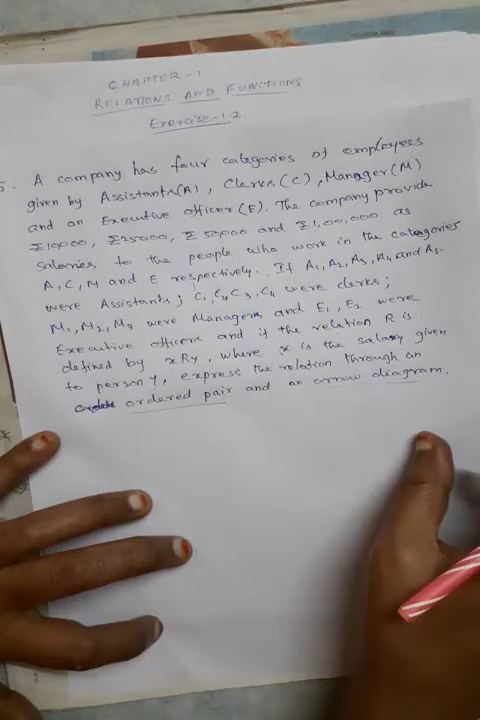 CHAPTER-1
RELATIONS AND FUNCTIONS
Exercise-1.2.
5. A company has four categories of employees
given by Assistants(A), Clerks(C), Manager(M)
and an Executive officer(E). The company provide
₹10,000, ₹25000, ₹50,000 and ₹1,00,000 as
salaries to the people who work in the categories
A, C, M and E respectively. If A1, A2, A3, A4 and A5
were Assistants; C1, C2 C3, C4 were clerks;
M1, M2, M3 were Managers and E1, E2 were
Executive officers and if the relation R is
defined by xRy, where x is the salary given
to person y, express the relation through an
ordered pair and an arrow diagram.